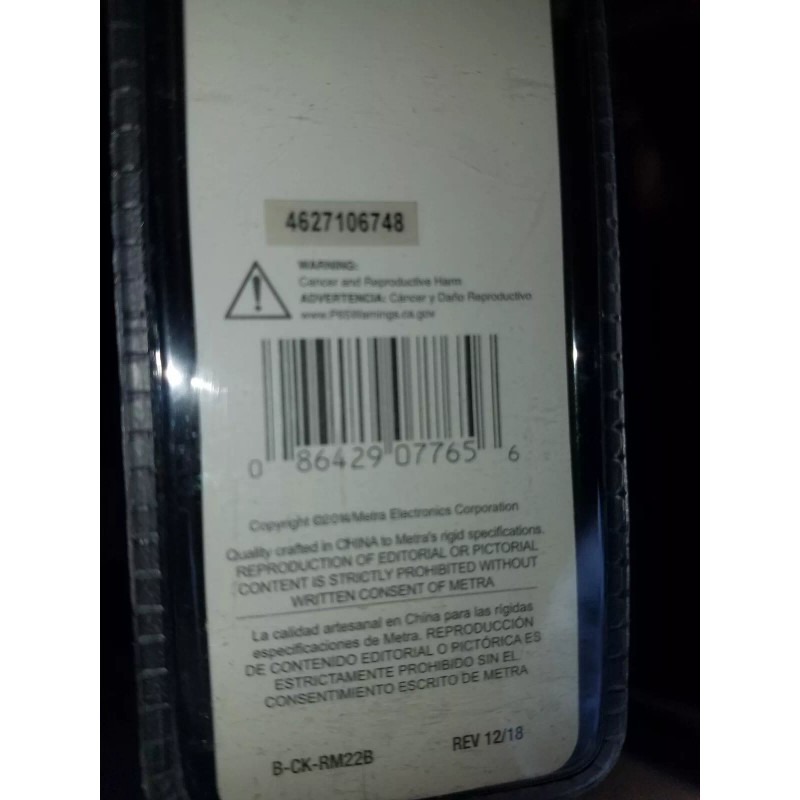 4627106748
WARNING:
Cancer and Reproductive Harm
ADVERTENCIA: Cáncer y Daño Reproductivo
www.P65Warnings.ca.gov
0 86429 07765 6
Copyright Metra Electronics Corporation
Quality crafted in CHINA to Metra's rigid specifications.
REPRODUCTION OF EDITORIAL OR PICTORIAL
CONTENT IS STRICTLY PROHIBITED WITHOUT
WRITTEN CONSENT OF METRA
La calidad artesanal en China para las rígidas
especificaciones de Metra. REPRODUCCIÓN
DE CONTENIDO EDITORIAL O PICTÓRICA ES
ESTRICTAMENTE PROHIBIDO SIN EL
CONSENTIMIENTO ESCRITO DE METRA
B-CK-RM22B REV 12/18